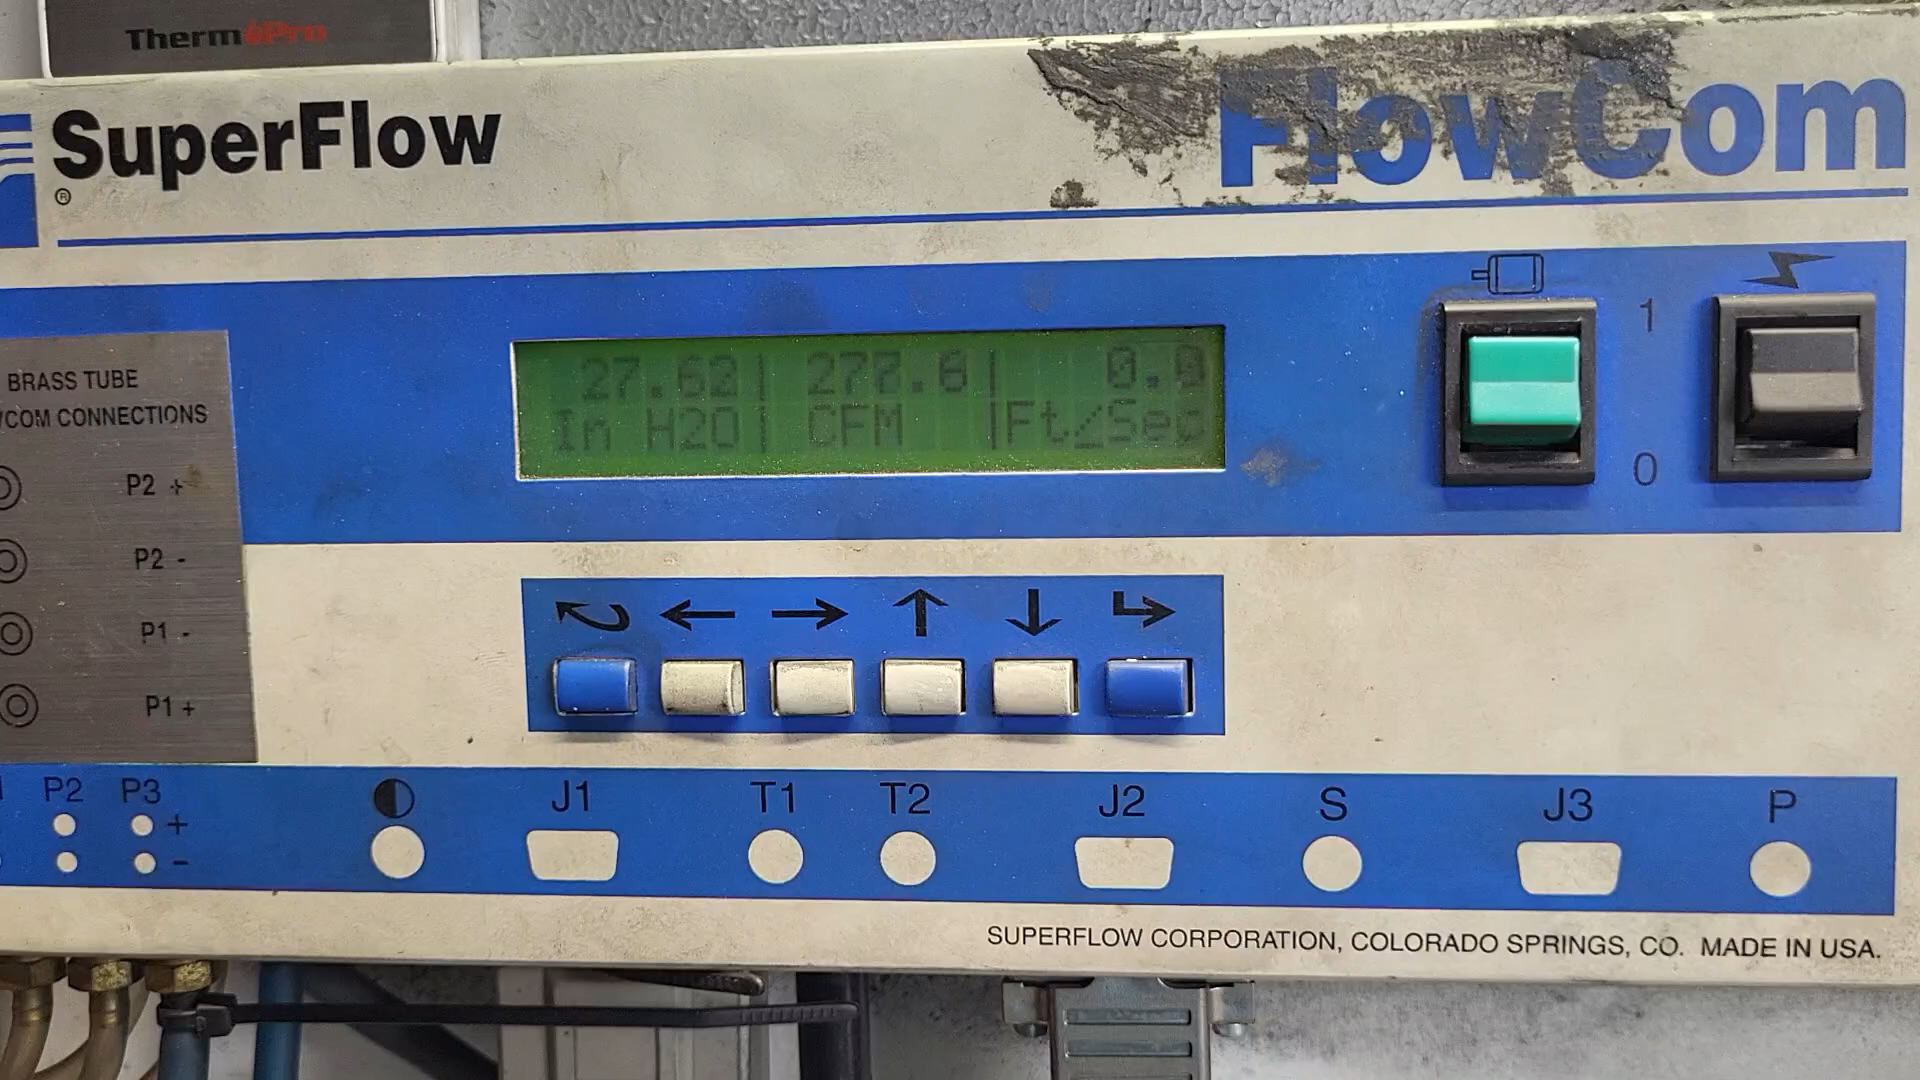 ThermoPro
SuperFlow
®
FlowCom
1
0
27.62| 277.6| 0.0
In H2O| CFM |Ft/Sec
BRASS TUBE
COM CONNECTIONS
P2 +
P2 -
P1 -
P1 +
P2 P3
+
-
J1 T1 T2 J2 S J3 P
SUPERFLOW CORPORATION, COLORADO SPRINGS, CO. MADE IN USA.